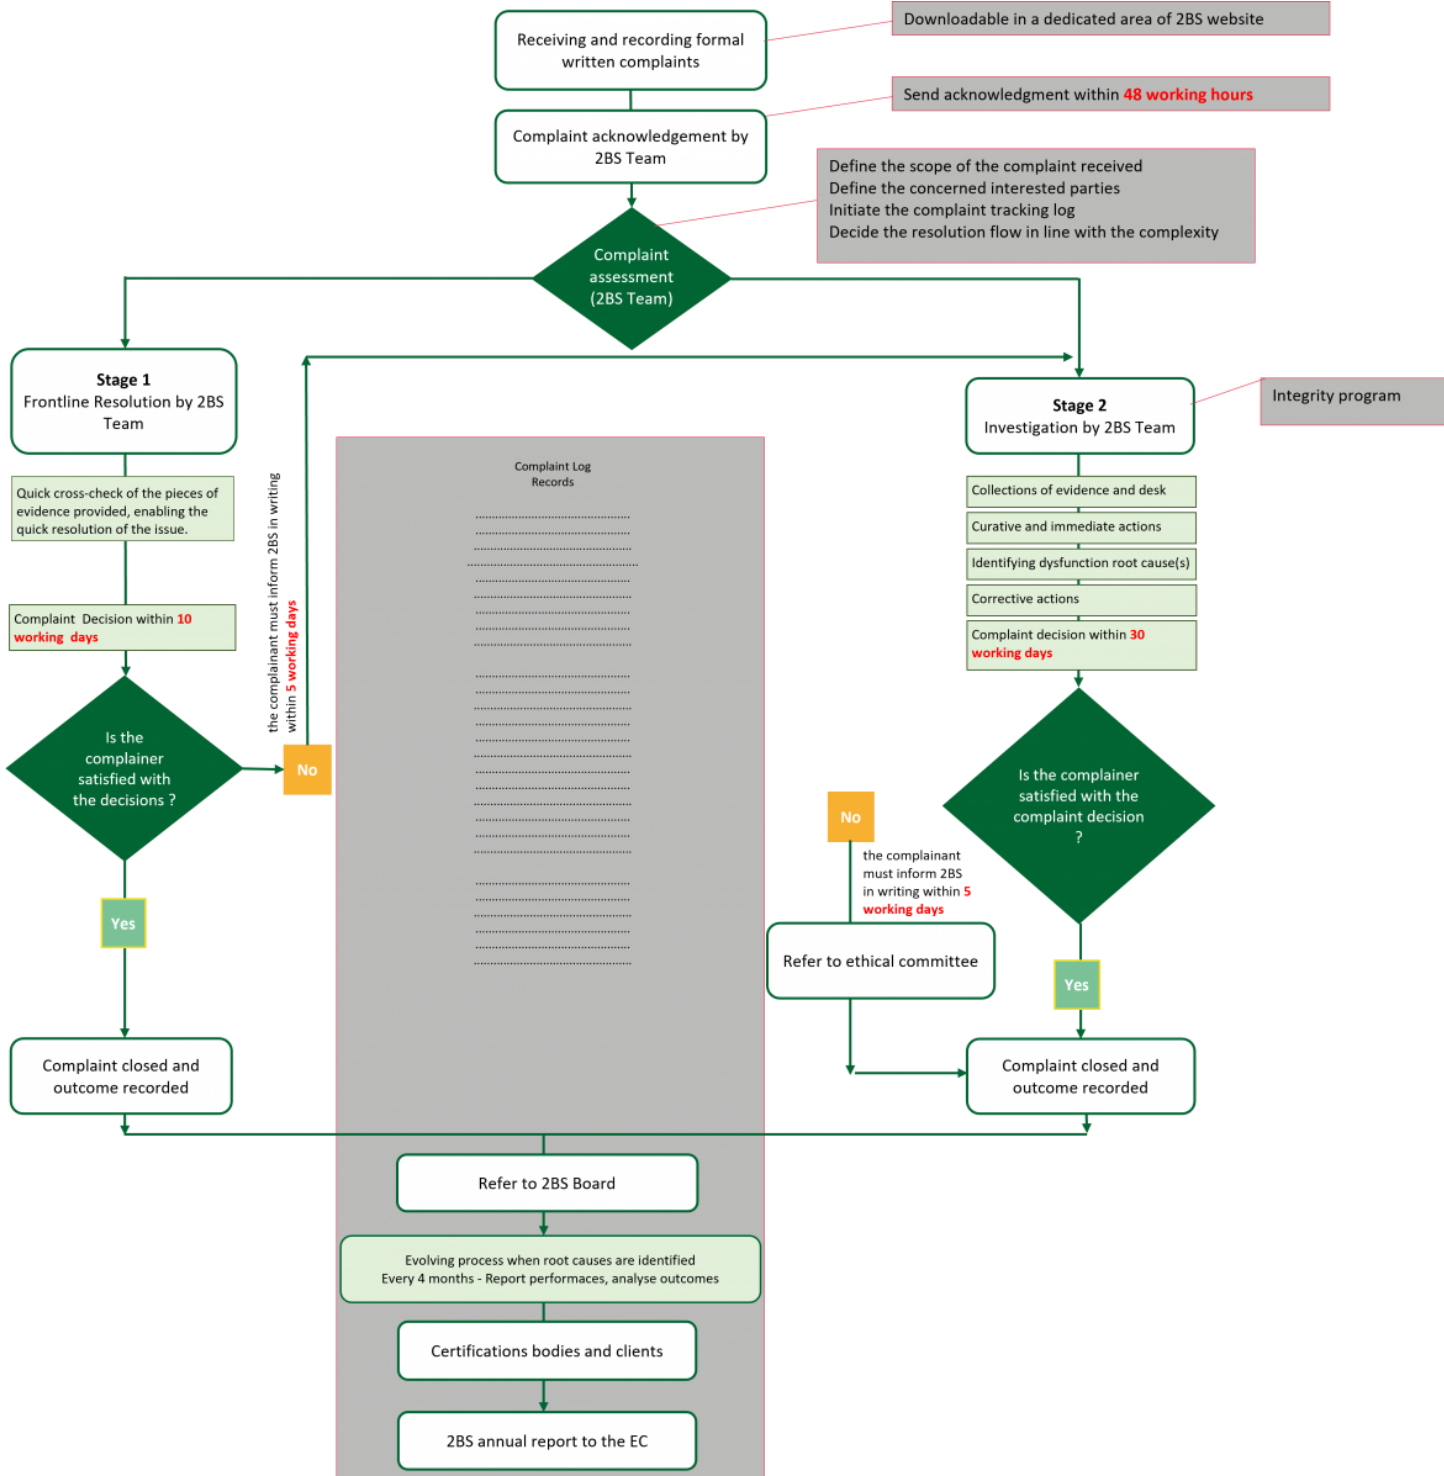 Receiving and recording formal
written complaints
Downloadable in a dedicated area of 2BS website
Send acknowledgment within 48 working hours
Complaint acknowledgement by
2BS Team
Define the scope of the complaint received
Define the concerned interested parties
Initiate the complaint tracking log
Decide the resolution flow in line with the complexity
Complaint
assessment
(2BS Team)
Stage 1
Frontline Resolution by 2BS
Team
Quick cross-check of the pieces of
evidence provided, enabling the
quick resolution of the issue.
Complaint Decision within 10
working days
Is the
complainer
satisfied with
the decisions ?
No
the complainant must inform 2BS in writing
within 5 working days
Yes
Complaint closed and
outcome recorded
Complaint Log
Records
Stage 2
Investigation by 2BS Team
Integrity program
Collections of evidence and desk
Curative and immediate actions
Identifying dysfunction root cause(s)
Corrective actions
Complaint decision within 30
working days
Is the complainer
satisfied with the
complaint decision
?
No
the complainant
must inform 2BS
in writing within 5
working days
Refer to ethical committee
Yes
Complaint closed and
outcome recorded
Refer to 2BS Board
Evolving process when root causes are identified
Every 4 months - Report performaces, analyse outcomes
Certifications bodies and clients
2BS annual report to the EC